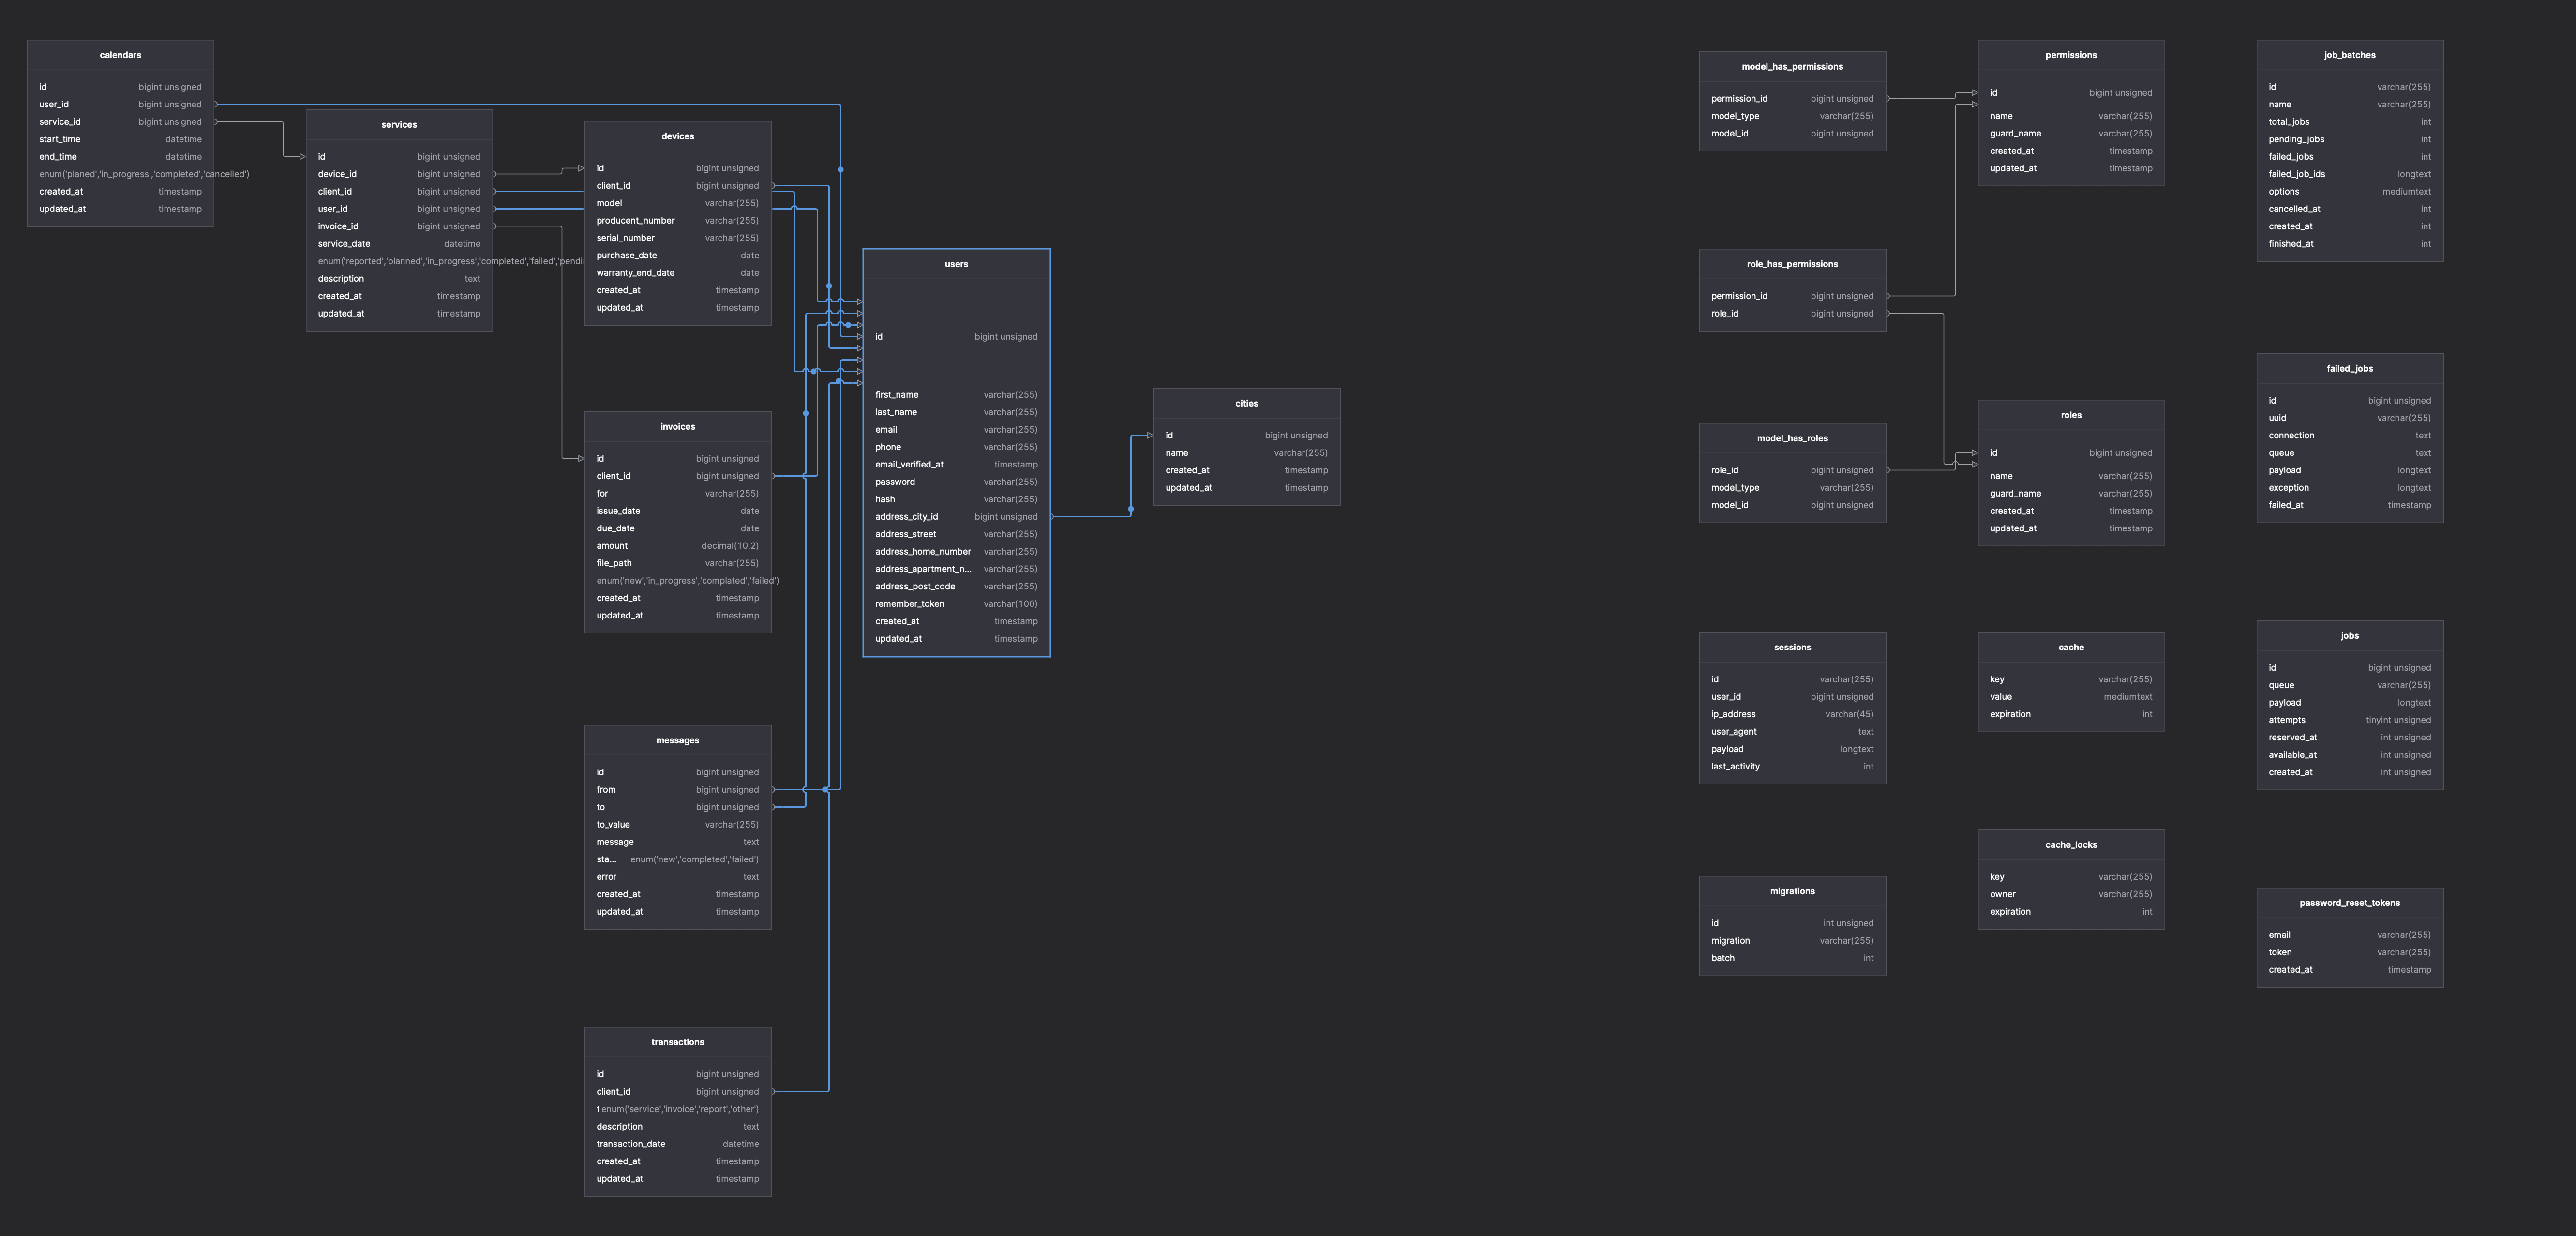 calendars
id bigint unsigned
user_id bigint unsigned
service_id bigint unsigned
start_time datetime
end_time datetime
enum('planed','in_progress','completed','cancelled')
created_at timestamp
updated_at timestamp
services
id bigint unsigned
device_id bigint unsigned
client_id bigint unsigned
user_id bigint unsigned
invoice_id bigint unsigned
service_date datetime
enum('reported','planned','in_progress','completed','failed','pendi
description text
created_at timestamp
updated_at timestamp
devices
id bigint unsigned
client_id bigint unsigned
model varchar(255)
producent_number varchar(255)
serial_number varchar(255)
purchase_date date
warranty_end_date date
created_at timestamp
updated_at timestamp
invoices
id bigint unsigned
client_id bigint unsigned
for varchar(255)
issue_date date
due_date date
amount decimal(10,2)
file_path varchar(255)
enum('new','in_progress','complated','failed')
created_at timestamp
updated_at timestamp
messages
id bigint unsigned
from bigint unsigned
to bigint unsigned
to_value varchar(255)
message text
sta... enum('new','completed','failed')
error text
created_at timestamp
updated_at timestamp
transactions
id bigint unsigned
client_id bigint unsigned
t enum('service','invoice','report','other')
description text
transaction_date datetime
created_at timestamp
updated_at timestamp
users
id bigint unsigned
first_name varchar(255)
last_name varchar(255)
email varchar(255)
phone varchar(255)
email_verified_at timestamp
password varchar(255)
hash varchar(255)
address_city_id bigint unsigned
address_street varchar(255)
address_home_number varchar(255)
address_apartment_n... varchar(255)
address_post_code varchar(255)
remember_token varchar(100)
created_at timestamp
updated_at timestamp
cities
id bigint unsigned
name varchar(255)
created_at timestamp
updated_at timestamp
model_has_permissions
permission_id bigint unsigned
model_type varchar(255)
model_id bigint unsigned
role_has_permissions
permission_id bigint unsigned
role_id bigint unsigned
model_has_roles
role_id bigint unsigned
model_type varchar(255)
model_id bigint unsigned
sessions
id varchar(255)
user_id bigint unsigned
ip_address varchar(45)
user_agent text
payload longtext
last_activity int
migrations
id int unsigned
migration varchar(255)
batch int
permissions
id bigint unsigned
name varchar(255)
guard_name varchar(255)
created_at timestamp
updated_at timestamp
roles
id bigint unsigned
name varchar(255)
guard_name varchar(255)
created_at timestamp
updated_at timestamp
cache
key varchar(255)
value mediumtext
expiration int
cache_locks
key varchar(255)
owner varchar(255)
expiration int
job_batches
id varchar(255)
name varchar(255)
total_jobs int
pending_jobs int
failed_jobs int
failed_job_ids longtext
options mediumtext
cancelled_at int
created_at int
finished_at int
failed_jobs
id bigint unsigned
uuid varchar(255)
connection text
queue text
payload longtext
exception longtext
failed_at timestamp
jobs
id bigint unsigned
queue varchar(255)
payload longtext
attempts tinyint unsigned
reserved_at int unsigned
available_at int unsigned
created_at int unsigned
password_reset_tokens
email varchar(255)
token varchar(255)
created_at timestamp